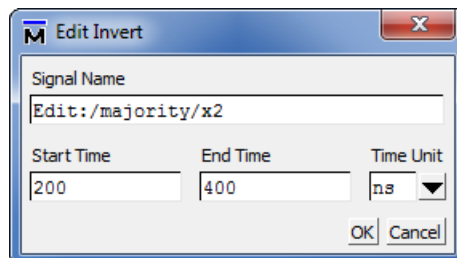 M Edit Invert
Signal Name
Edit:/majority/x2
Start Time End Time Time Unit
200 400 ns
OK Cancel